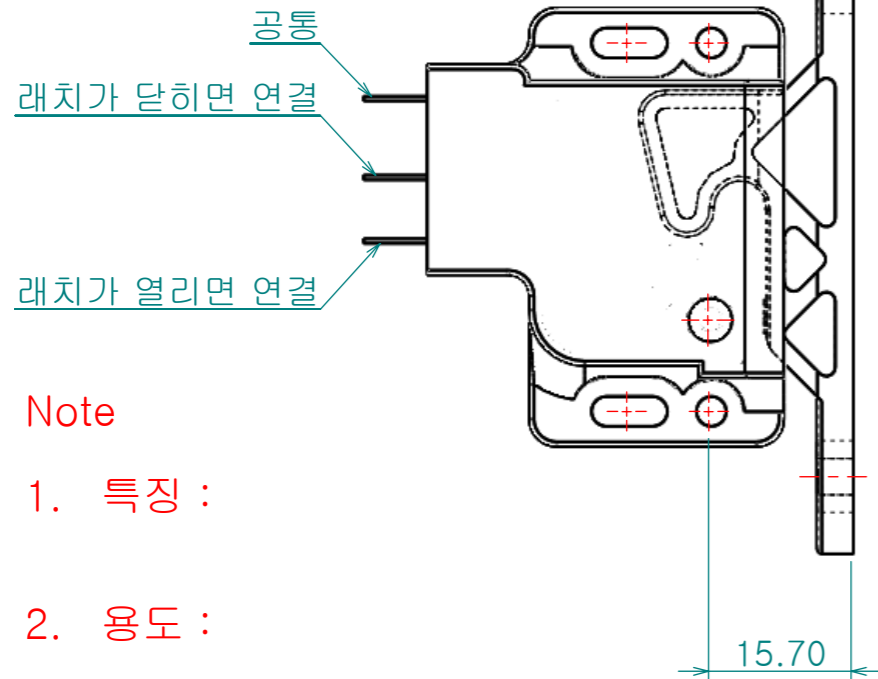 공통
래치가 닫히면 연결
래치가 열리면 연결
Note
1. 특징 :
2. 용도 :
15.70